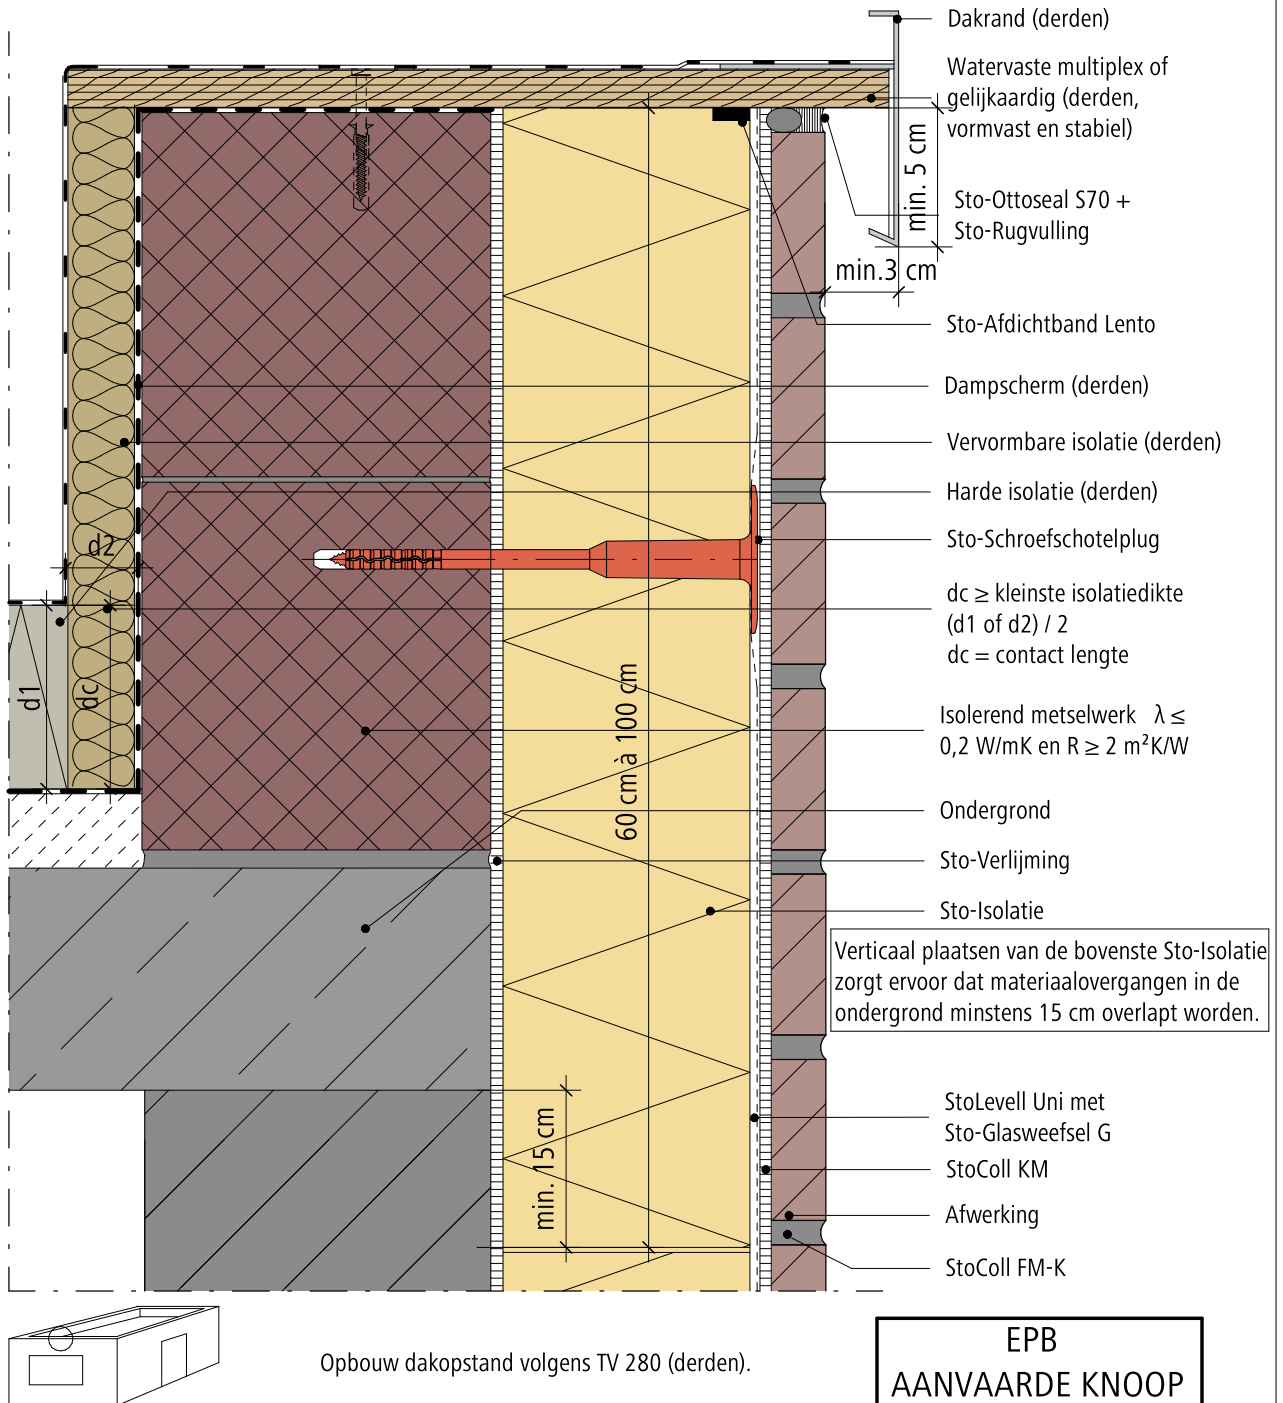 Dakrand (derden)
Watervaste multiplex of
gelijkaardig (derden,
vormvast en stabiel)
min. 5 cm
Sto-Ottoseal S70 +
Sto-Rugvulling
min.3 cm
Sto-Afdichtband Lento
Dampscherm (derden)
Vervormbare isolatie (derden)
Harde isolatie (derden)
Sto-Schroefschotelplug
d2
dc ≥ kleinste isolatiedikte
(d1 of d2) / 2
dc = contact lengte
d1
dc
60 cm à 100 cm
Isolerend metselwerk λ ≤
0,2 W/mK en R ≥ 2 m²K/W
Ondergrond
Sto-Verlijming
Sto-Isolatie
Verticaal plaatsen van de bovenste Sto-Isolatie
zorgt ervoor dat materiaalovergangen in de
ondergrond minstens 15 cm overlapt worden.
min. 15 cm
StoLevell Uni met
Sto-Glasweefsel G
StoColl KM
Afwerking
StoColl FM-K
Opbouw dakopstand volgens TV 280 (derden).
EPB
AANVAARDE KNOOP